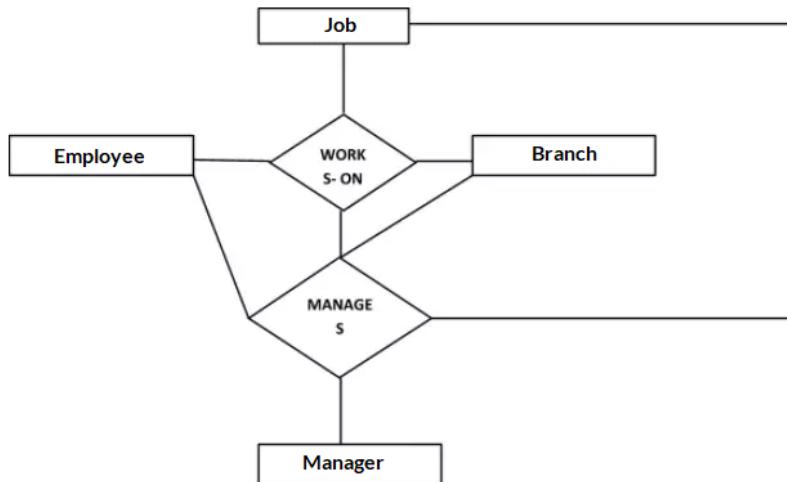 Job
Employee
WORK
S- ON
Branch
MANAGE
S
Manager